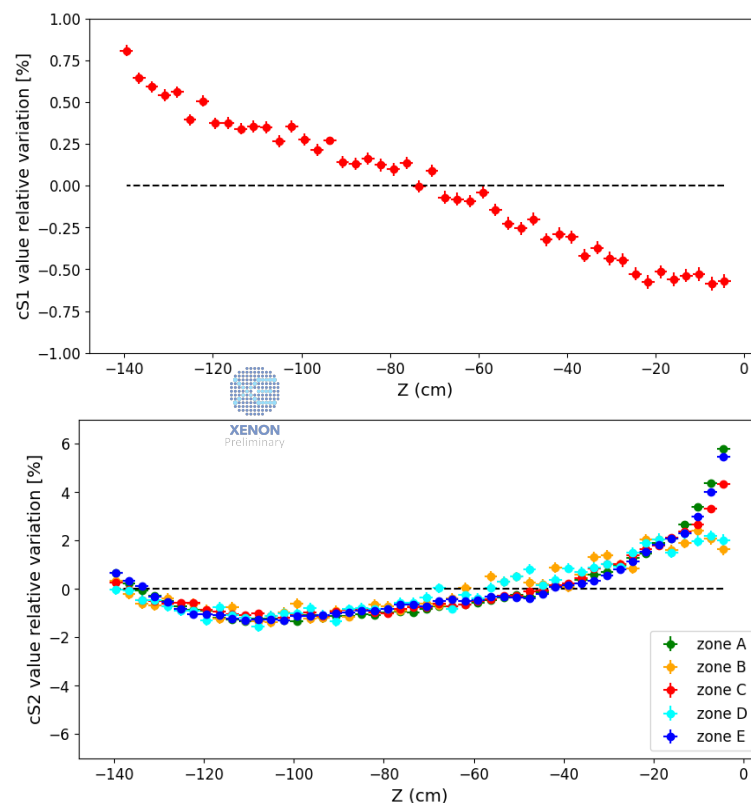 cS1 value relative variation [%]
1.00
0.75
0.50
0.25
0.00
−0.25
−0.50
−0.75
−1.00
−140
−120
−100
−80
−60
−40
−20
0
Z (cm)
XENON
Preliminary
cS2 value relative variation [%]
6
4
2
0
−2
−4
−6
zone A
zone B
zone C
zone D
zone E
−140
−120
−100
−80
−60
−40
−20
0
Z (cm)